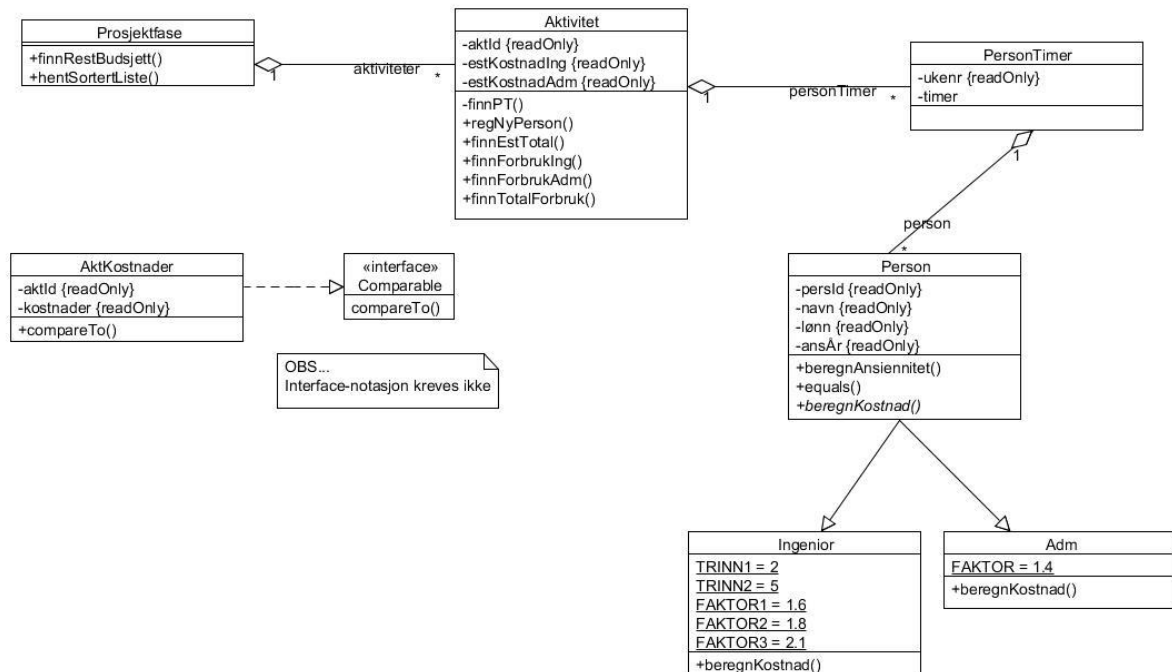 Prosjektfase
+finnRestBudsjett()
+hentSortertListe()
1
aktiviteter
*
Aktivitet
-aktId {readOnly}
-estKostnadIng {readOnly}
-estKostnadAdm {readOnly}
-finnPT()
+regNyPerson()
+finnEstTotal()
+finnForbrukIng()
+finnForbrukAdm()
+finnTotalForbruk()
1
personTimer
*
PersonTimer
-ukenr {readOnly}
-timer
1
person
*
AktKostnader
-aktId {readOnly}
-kostnader {readOnly}
+compareTo()
«interface»
Comparable
compareTo()
OBS...
Interface-notasjon kreves ikke
Person
-persId {readOnly}
-navn {readOnly}
-lønn {readOnly}
-ansÅr {readOnly}
+beregnAnsiennitet()
+equals()
+beregnKostnad()
Ingenior
TRINN1 = 2
TRINN2 = 5
FAKTOR1 = 1.6
FAKTOR2 = 1.8
FAKTOR3 = 2.1
+beregnKostnad()
Adm
FAKTOR = 1.4
+beregnKostnad()